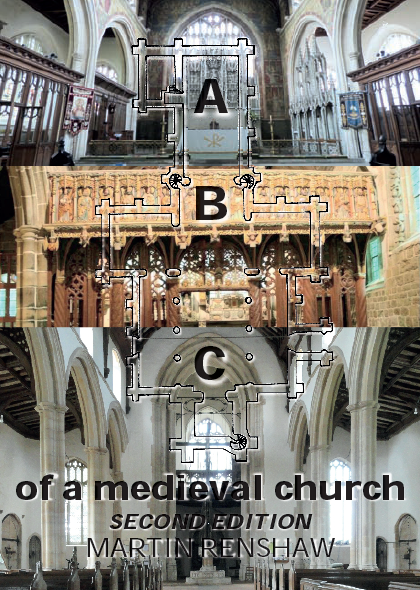 A
B
C
of a medieval church
SECOND EDITION
MARTIN RENSHAW